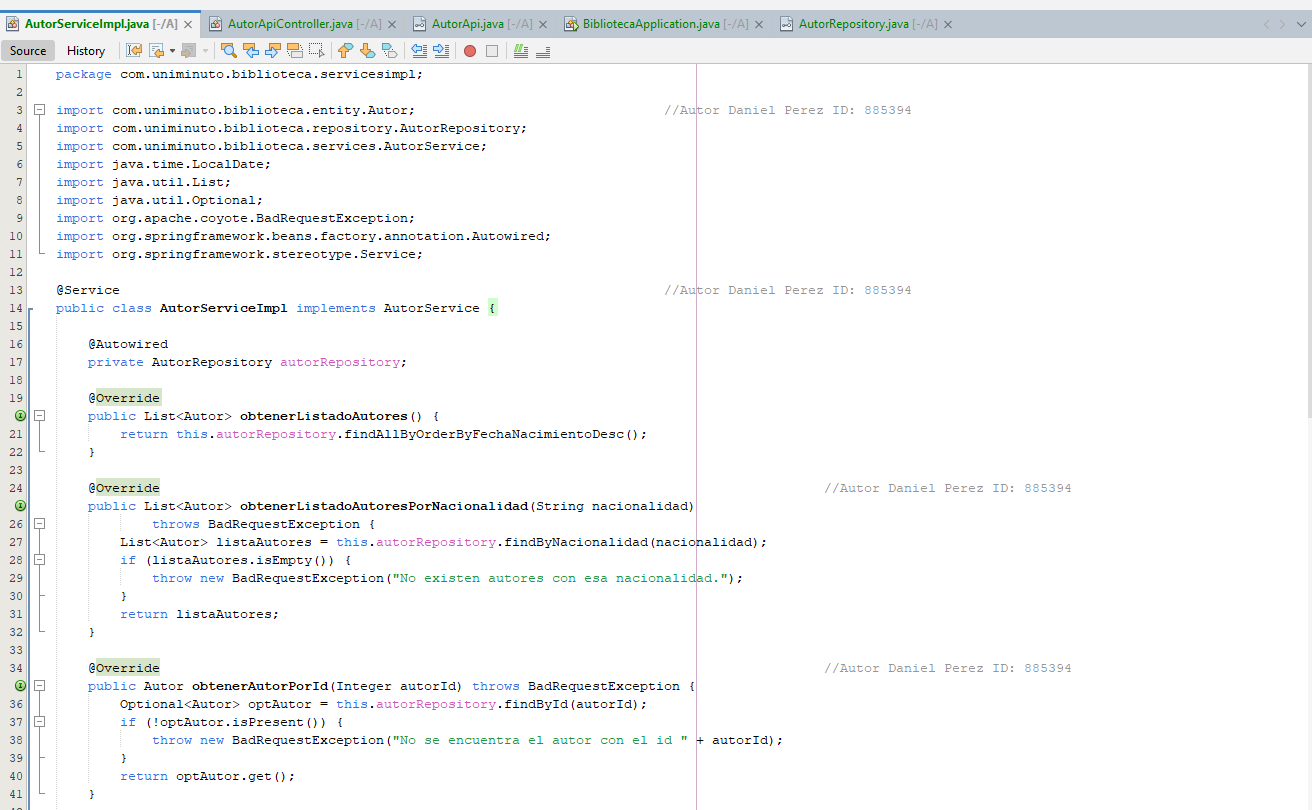 AutorServiceImpl.java [-/A] AutorApiController.java [-/A] AutorApi.java [-/A] BibliotecaApplication.java [-/A] AutorRepository.java [-/A]
Source History
1 package com.uniminuto.biblioteca.servicesimpl;
2
3 import com.uniminuto.biblioteca.entity.Autor; //Autor Daniel Perez ID: 885394
4 import com.uniminuto.biblioteca.repository.AutorRepository;
5 import com.uniminuto.biblioteca.services.AutorService;
6 import java.time.LocalDate;
7 import java.util.List;
8 import java.util.Optional;
9 import org.apache.coyote.BadRequestException;
10 import org.springframework.beans.factory.annotation.Autowired;
11 import org.springframework.stereotype.Service;
12
13 @Service //Autor Daniel Perez ID: 885394
14 public class AutorServiceImpl implements AutorService {
15
16 @Autowired
17 private AutorRepository autorRepository;
18
19 @Override
public List<Autor> obtenerListadoAutores() {
21 return this.autorRepository.findAllByOrderByFechaNacimientoDesc();
22 }
23
24 @Override //Autor Daniel Perez ID: 885394
public List<Autor> obtenerListadoAutoresPorNacionalidad(String nacionalidad)
26 throws BadRequestException {
27 List<Autor> listaAutores = this.autorRepository.findByNacionalidad(nacionalidad);
28 if (listaAutores.isEmpty()) {
29 throw new BadRequestException("No existen autores con esa nacionalidad.");
30 }
31 return listaAutores;
32 }
33
34 @Override //Autor Daniel Perez ID: 885394
public Autor obtenerAutorPorId(Integer autorId) throws BadRequestException {
36 Optional<Autor> optAutor = this.autorRepository.findById(autorId);
37 if (!optAutor.isPresent()) {
38 throw new BadRequestException("No se encuentra el autor con el id " + autorId);
39 }
40 return optAutor.get();
41 }